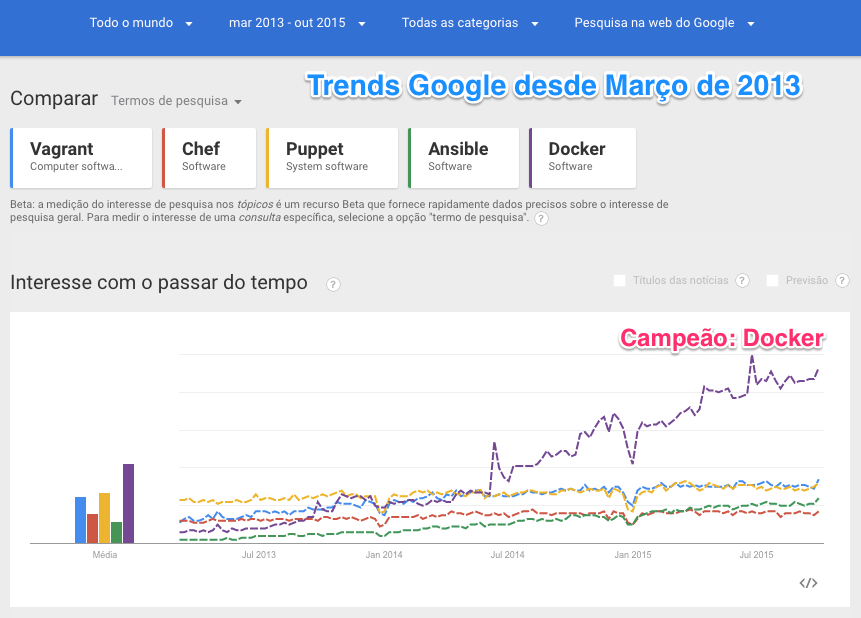 Todo o mundo mar 2013 - out 2015 Todas as categorias Pesquisa na web do Google
Trends Google desde Março de 2013
Comparar Termos de pesquisa
Vagrant Chef Puppet Ansible Docker
Computer softwa... Software System software Software Software
Beta: a medição do interesse de pesquisa nos tópicos é um recurso Beta que fornece rapidamente dados precisos sobre o interesse de
pesquisa geral. Para medir o interesse de uma consulta específica, selecione a opção "termo de pesquisa". ?
Interesse com o passar do tempo ? Títulos das notícias ? Previsão ?
Campeão: Docker
Média Jul 2013 Jan 2014 Jul 2014 Jan 2015 Jul 2015
</>